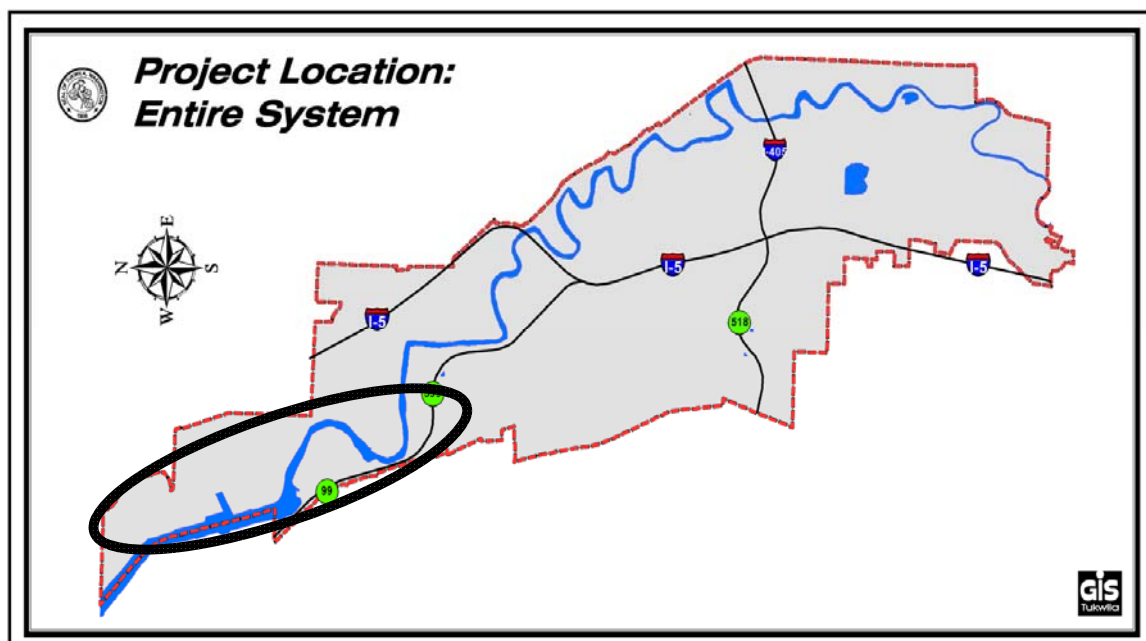 Project Location:
Entire System
E
N
S
W
I-405
I-5
I-5
I-5
518
99
GIS
Tukwila